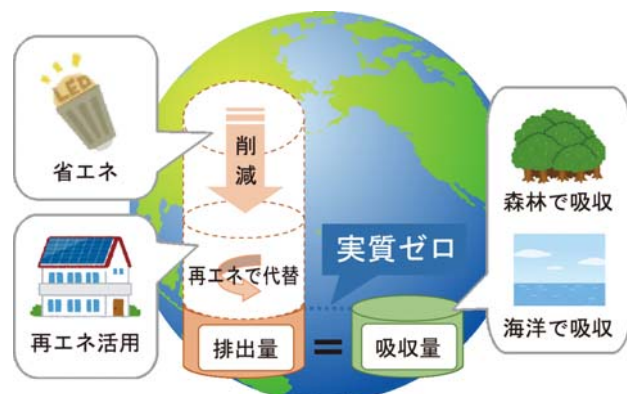 LED
省エネ
削
減
再エネで代替
再エネ活用
排出量
=
吸収量
実質ゼロ
森林で吸収
海洋で吸収